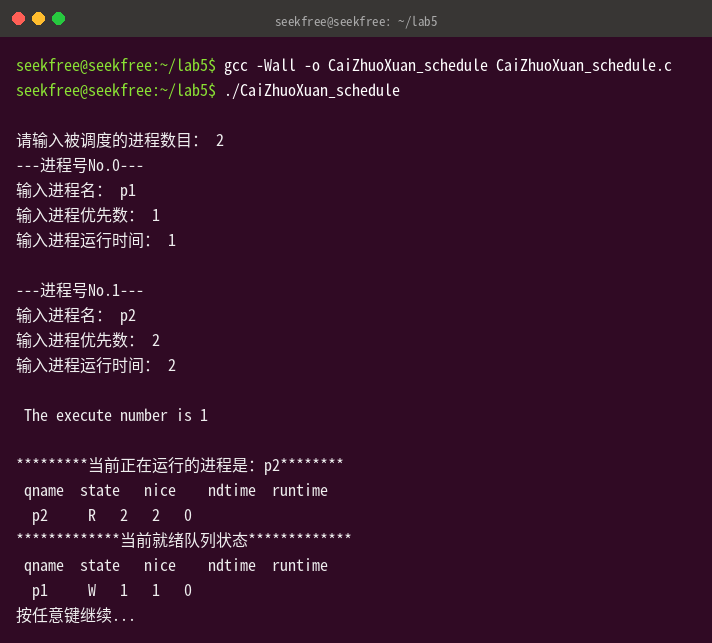 seekfree@seekfree: ~/lab5
seekfree@seekfree:~/lab5$ gcc -Wall -o CaiZhuoXuan_schedule CaiZhuoXuan_schedule.c
seekfree@seekfree:~/lab5$ ./CaiZhuoXuan_schedule
请输入被调度的进程数目： 2
---进程号No.0---
输入进程名： p1
输入进程优先数： 1
输入进程运行时间： 1
---进程号No.1---
输入进程名： p2
输入进程优先数： 2
输入进程运行时间： 2
The execute number is 1
*********当前正在运行的进程是：p2********
qname  state   nice    ndtime  runtime
p2     R   2   2   0
*************当前就绪队列状态*************
qname  state   nice    ndtime  runtime
p1     W   1   1   0
按任意键继续...